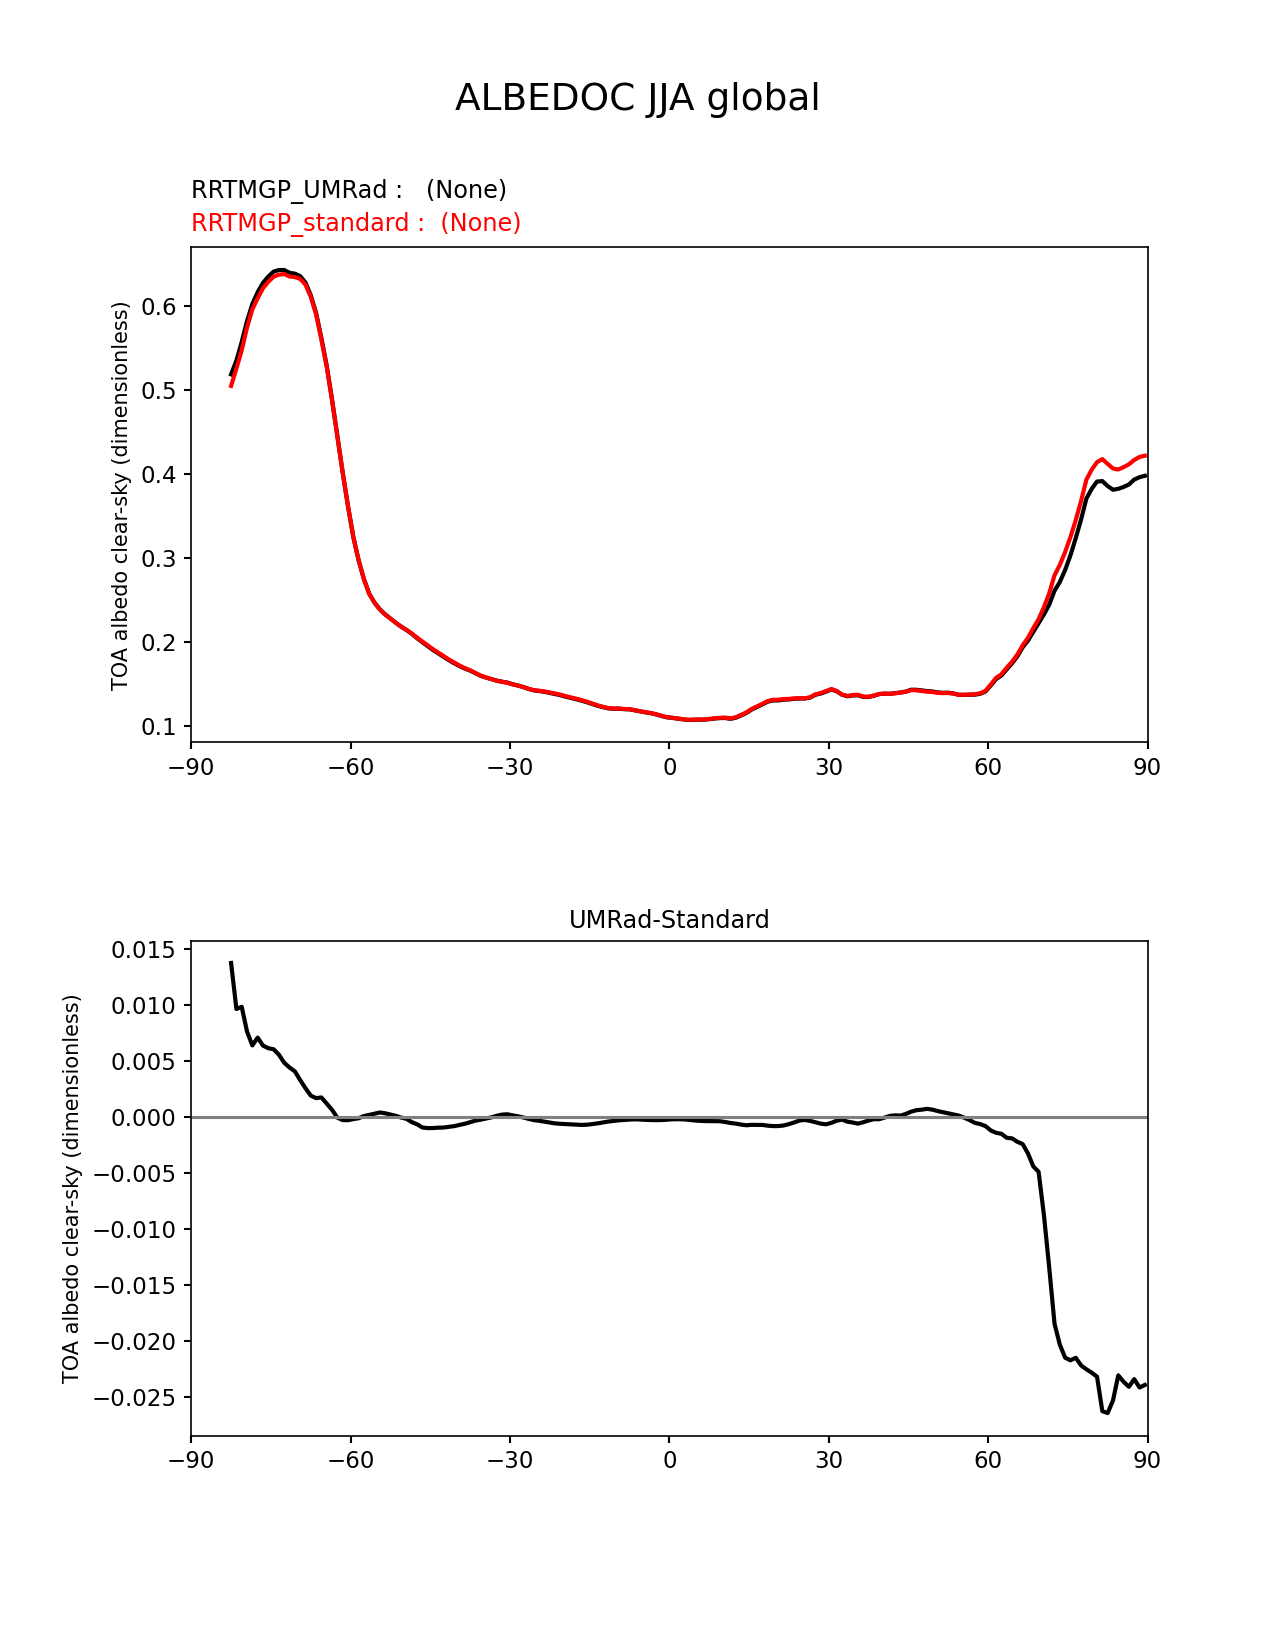 ALBEDOC JJA global
RRTMGP_UMRad :   (None)
RRTMGP_standard :  (None)
TOA albedo clear-sky (dimensionless)
0.6
0.5
0.4
0.3
0.2
0.1
−90 −60 −30 0 30 60 90
UMRad-Standard
TOA albedo clear-sky (dimensionless)
0.015
0.010
0.005
0.000
−0.005
−0.010
−0.015
−0.020
−0.025
−90 −60 −30 0 30 60 90